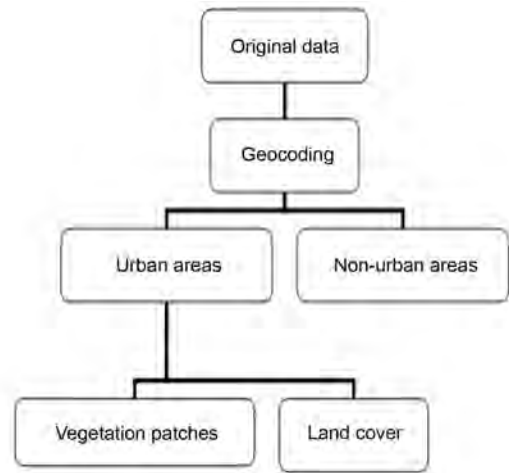 Original data
Geocoding
Urban areas
Non-urban areas
Vegetation patches
Land cover